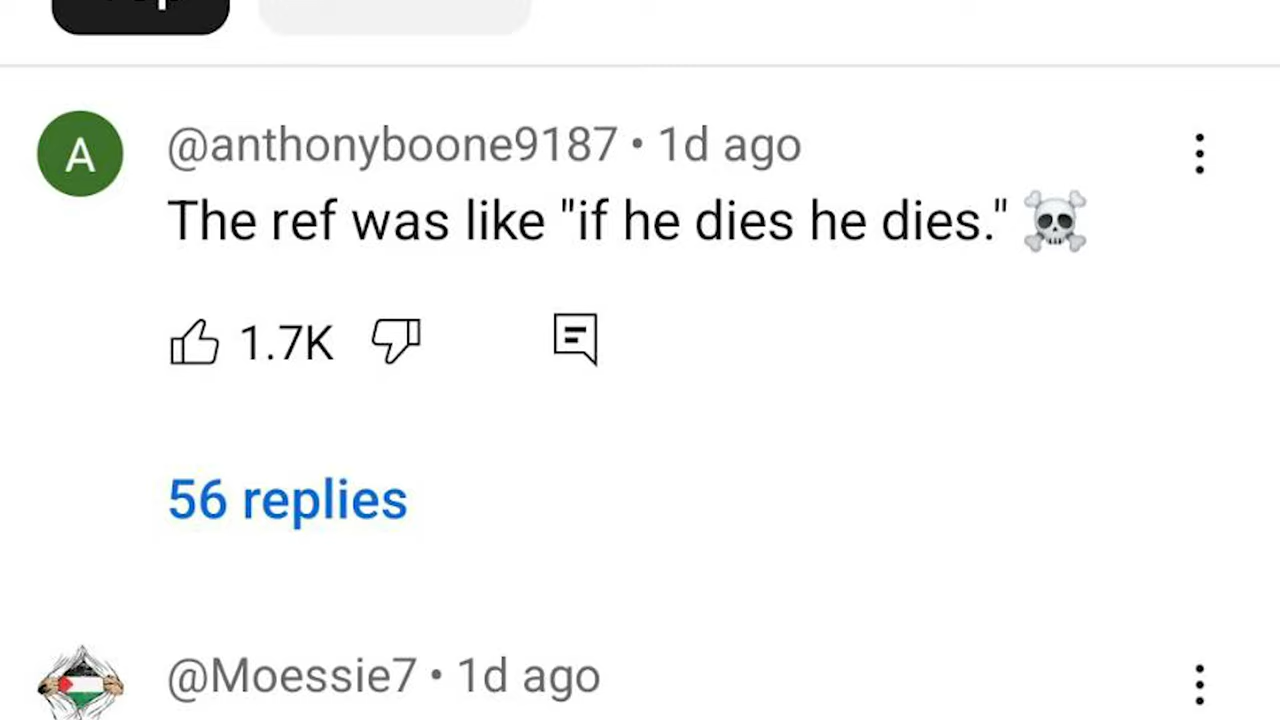 A
@anthonyboone9187 • 1d ago
The ref was like "if he dies he dies." ☠️
1.7K
56 replies
@Moessie7 • 1d ago